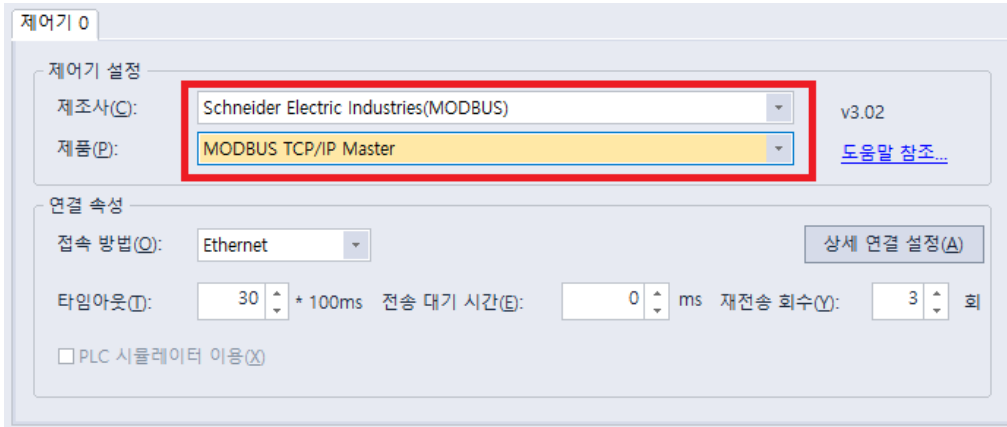 제어기 0
제어기 설정
제조사(C): Schneider Electric Industries(MODBUS) v3.02
제품(P): MODBUS TCP/IP Master 도움말 참조...
연결 속성
접속 방법(O): Ethernet 상세 연결 설정(A)
타임아웃(T): 30 * 100ms 전송 대기 시간(E): 0 ms 재전송 회수(Y): 3 회
PLC 시뮬레이터 이용(X)